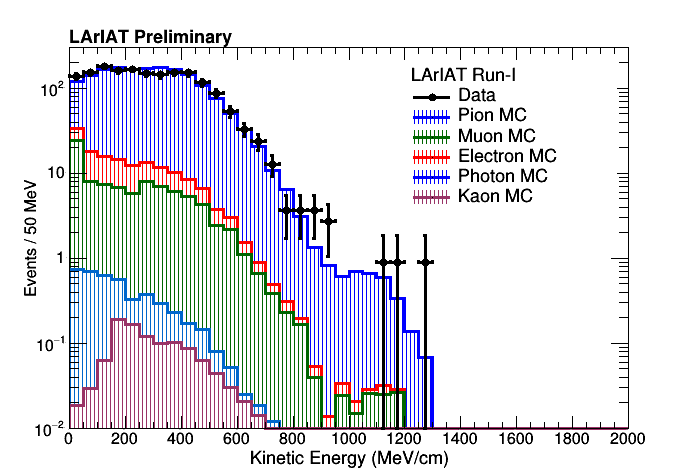 LArIAT Preliminary
LArIAT Run-I
Data
Pion MC
Muon MC
Electron MC
Photon MC
Kaon MC
Events / 50 MeV
10²
10
1
10⁻¹
10⁻²
0 200 400 600 800 1000 1200 1400 1600 1800 2000
Kinetic Energy (MeV/cm)